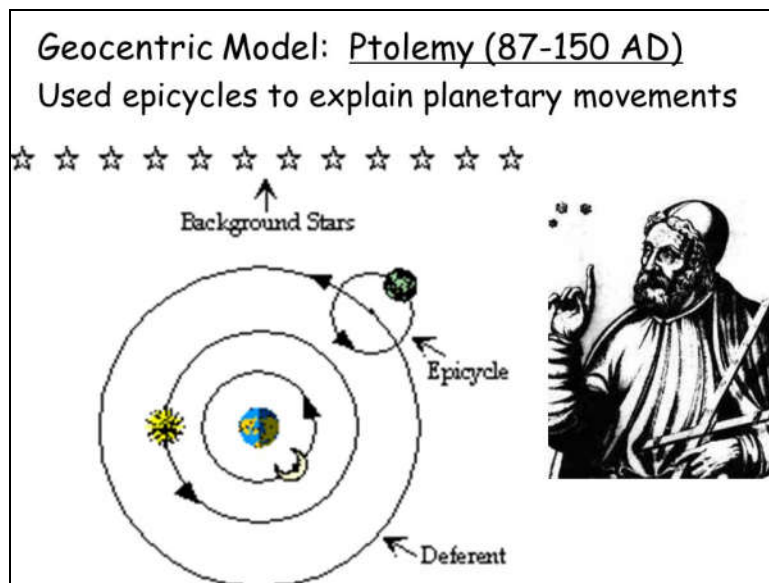 Geocentric Model: Ptolemy (87-150 AD)
Used epicycles to explain planetary movements
Background Stars
Epicycle
Deferent